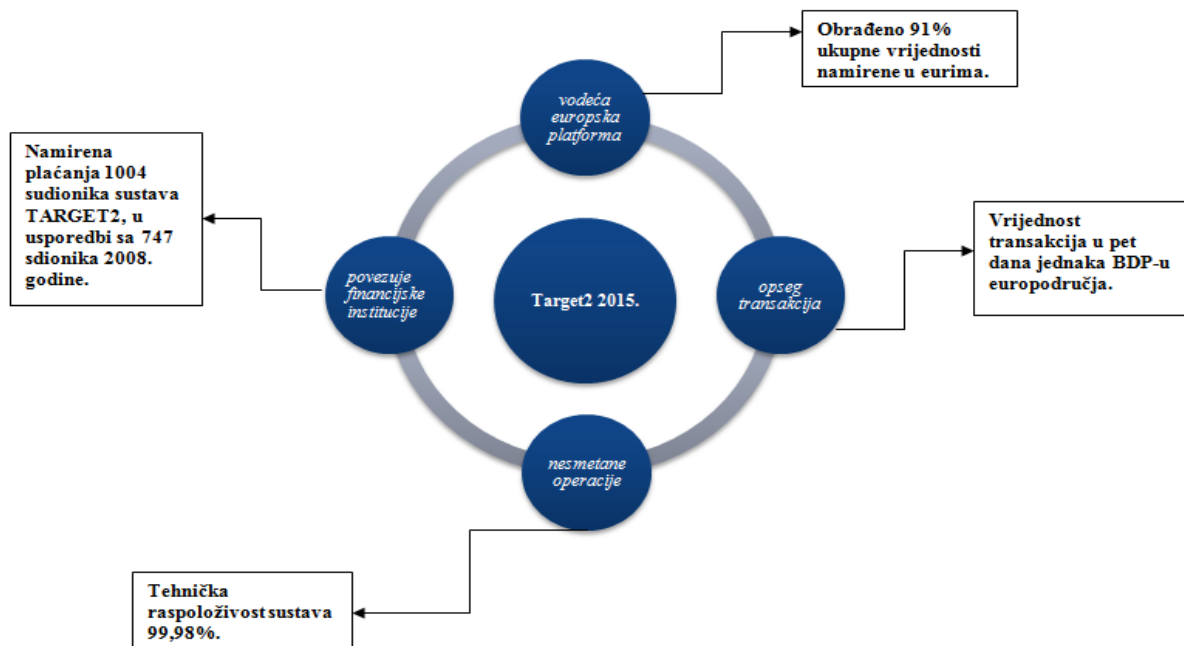 Obrađeno 91%
ukupne vrijednosti
namirene u eurima.
vodeća
europska
platforma
Namirena
plaćanja 1004
sudionika sustava
TARGET2, u
usporedbi sa 747
sdionika 2008.
godine.
Vrijednost
transakcija u pet
dana jednaka BDP-u
europodručja.
povezuje
financijske
institucije
Target2 2015.
opseg
transakcija
nesmetane
operacije
Tehnička
raspoloživost sustava
99,98%.